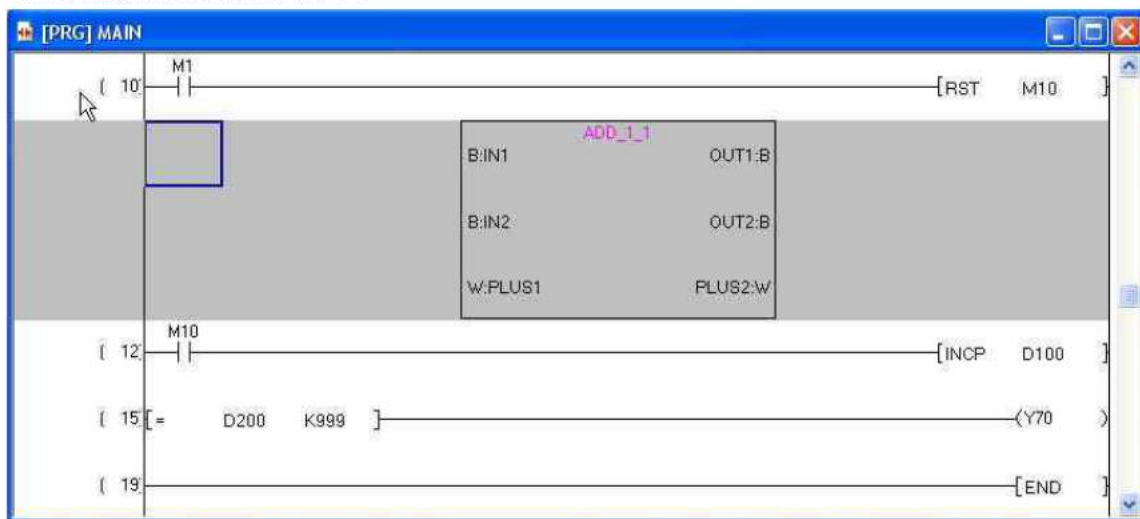 [PRG] MAIN
M1
( 10) [RST M10 ]
ADD_1_1
B:IN1 OUT1:B
B:IN2 OUT2:B
W:PLUS1 PLUS2:W
M10
( 12) [INCP D100 ]
( 15) [= D200 K999 ] (Y70 )
( 19) [END ]